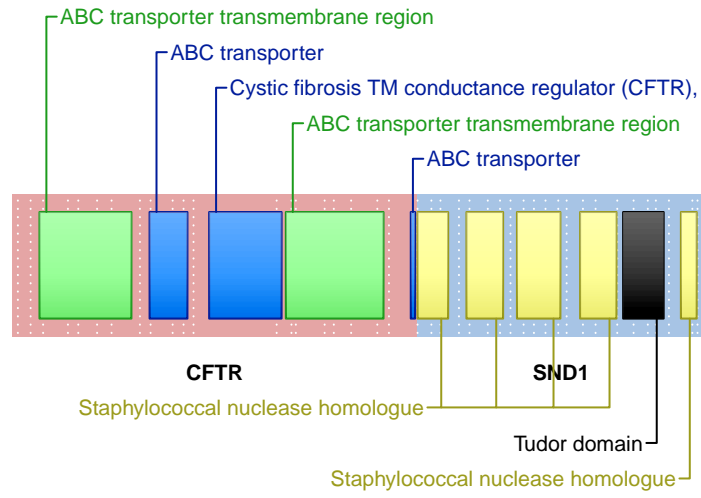 ABC transporter transmembrane region
ABC transporter
Cystic fibrosis TM conductance regulator (CFTR),
ABC transporter transmembrane region
ABC transporter
CFTR
SND1
Staphylococcal nuclease homologue
Tudor domain
Staphylococcal nuclease homologue